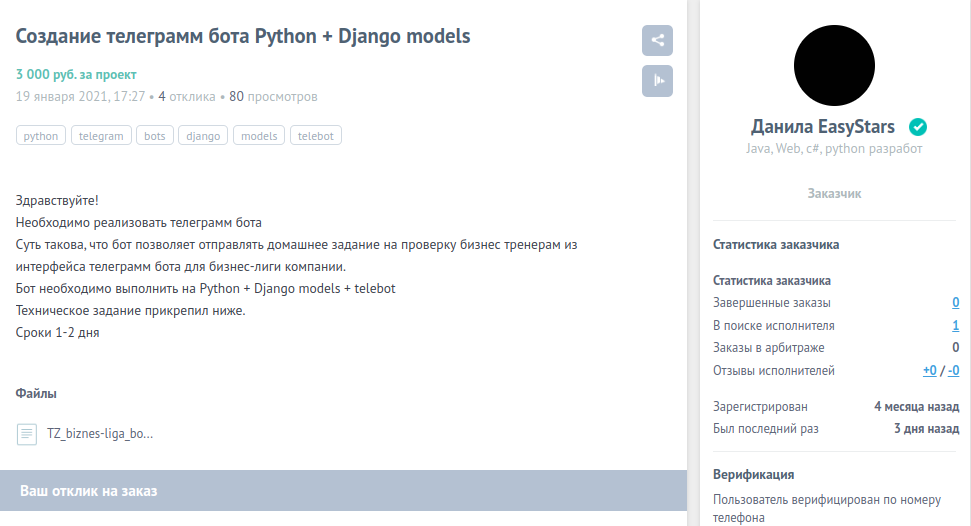 Создание телеграмм бота Python + Django models
3 000 руб. за проект
19 января 2021, 17:27 • 4 отклика • 80 просмотров
python telegram bots django models telebot
Здравствуйте!
Необходимо реализовать телеграмм бота
Суть такова, что бот позволяет отправлять домашнее задание на проверку бизнес тренерам из
интерфейса телеграмм бота для бизнес-лиги компании.
Бот необходимо выполнить на Python + Django models + telebot
Техническое задание прикрепил ниже.
Сроки 1-2 дня
Файлы
TZ_biznes-liga_bo...
Ваш отклик на заказ
Данила EasyStars
Java, Web, c#, python разработ
Заказчик
Статистика заказчика
Статистика заказчика
Завершенные заказы 0
В поиске исполнителя 1
Заказы в арбитраже 0
Отзывы исполнителей +0 / -0
Зарегистрирован 4 месяца назад
Был последний раз 3 дня назад
Верификация
Пользователь верифицирован по номеру
телефона